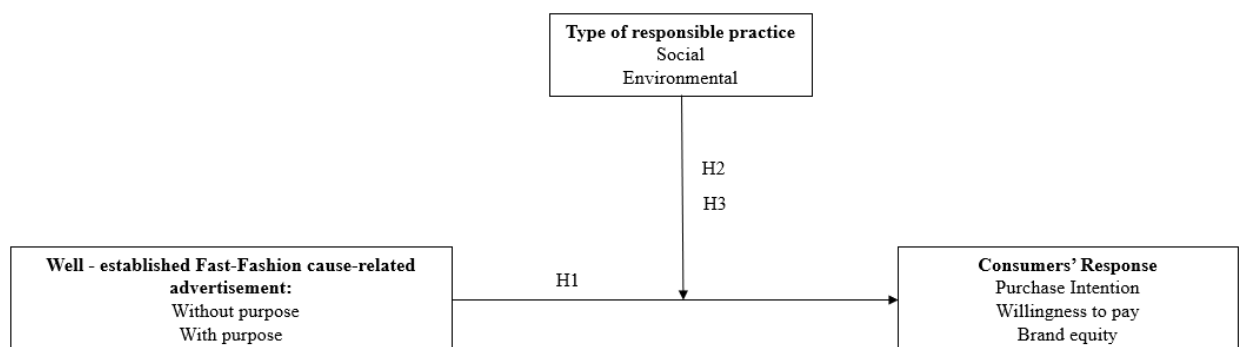 Type of responsible practice
Social
Environmental
H2
H3
Well - established Fast-Fashion cause-related
advertisement:
Without purpose
With purpose
H1
Consumers’ Response
Purchase Intention
Willingness to pay
Brand equity